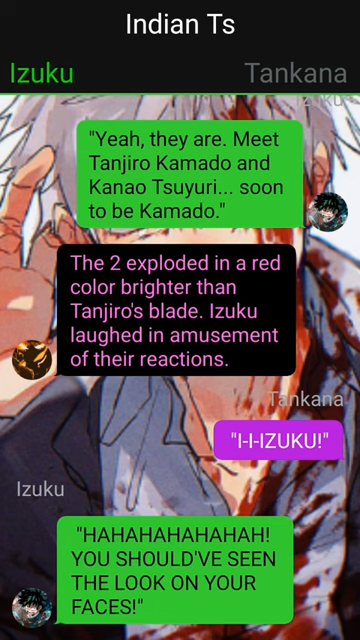 Indian Ts
Izuku
Tankana
Izuku
"Yeah, they are. Meet
Tanjiro Kamado and
Kanao Tsuyuri... soon
to be Kamado."
The 2 exploded in a red
color brighter than
Tanjiro's blade. Izuku
laughed in amusement
of their reactions.
Tankana
"I-I-IZUKU!"
Izuku
"HAHAHAHAHAHAH!
YOU SHOULD'VE SEEN
THE LOOK ON YOUR
FACES!"